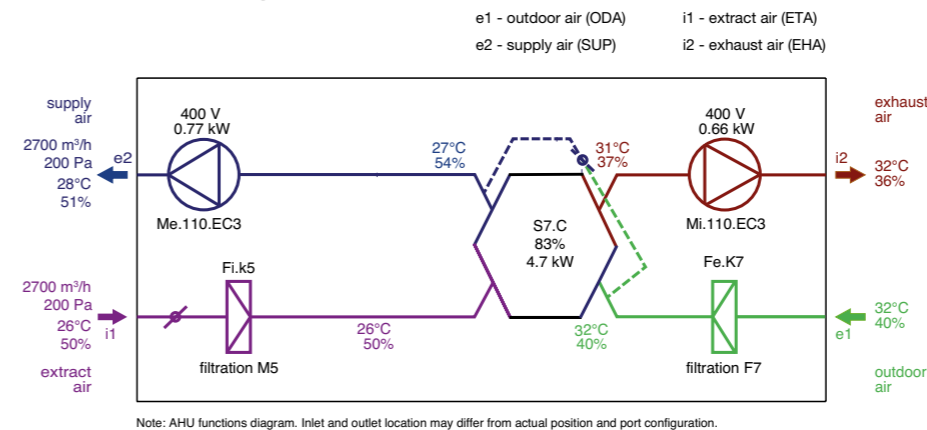 e1 - outdoor air (ODA)
i1 - extract air (ETA)
e2 - supply air (SUP)
i2 - exhaust air (EHA)
supply
air
2700 m³/h
200 Pa
28°C
51%
e2
400 V
0.77 kW
Me.110.EC3
27°C
54%
31°C
37%
400 V
0.66 kW
Mi.110.EC3
exhaust
air
i2
32°C
36%
S7.C
83%
4.7 kW
2700 m³/h
200 Pa
26°C
50%
i1
extract
air
Fi.k5
filtration M5
26°C
50%
32°C
40%
Fe.K7
filtration F7
32°C
40%
e1
outdoor
air
Note: AHU functions diagram. Inlet and outlet location may differ from actual position and port configuration.